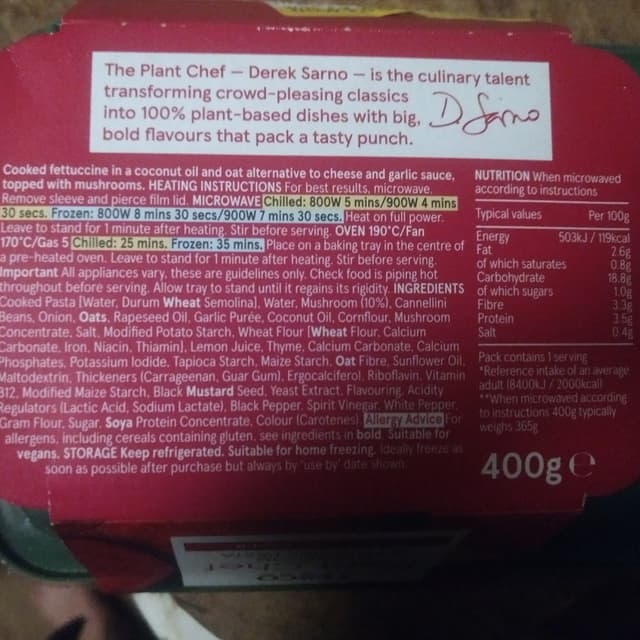 The Plant Chef – Derek Sarno – is the culinary talent
transforming crowd-pleasing classics
into 100% plant-based dishes with big,
bold flavours that pack a tasty punch.
D. Sarno
Cooked fettuccine in a coconut oil and oat alternative to cheese and garlic sauce,
topped with mushrooms. HEATING INSTRUCTIONS For best results, microwave.
Remove sleeve and pierce film lid. MICROWAVE Chilled: 800W 5 mins/900W 4 mins
30 secs. Frozen: 800W 8 mins 30 secs/900W 7 mins 30 secs. Heat on full power.
Leave to stand for 1 minute after heating. Stir before serving. OVEN 190°C/Fan
170°C/Gas 5 Chilled: 25 mins. Frozen: 35 mins. Place on a baking tray in the centre of
a pre-heated oven. Leave to stand for 1 minute after heating. Stir before serving.
Important All appliances vary, these are guidelines only. Check food is piping hot
throughout before serving. Allow tray to stand until it regains its rigidity. INGREDIENTS
Cooked Pasta [Water, Durum Wheat Semolina], Water, Mushroom (10%), Cannellini
Beans, Onion, Oats, Rapeseed Oil, Garlic Purée, Coconut Oil, Cornflour, Mushroom
Concentrate, Salt, Modified Potato Starch, Wheat Flour [Wheat Flour, Calcium
Carbonate, Iron, Niacin, Thiamin], Lemon Juice, Thyme, Calcium Carbonate, Calcium
Phosphates, Potassium Iodide, Tapioca Starch, Maize Starch, Oat Fibre, Sunflower Oil,
Maltodextrin, Thickeners (Carrageenan, Guar Gum), Ergocalciferol, Riboflavin, Vitamin
B12, Modified Maize Starch, Black Mustard Seed, Yeast Extract, Flavouring, Acidity
Regulators (Lactic Acid, Sodium Lactate), Black Pepper, Spirit Vinegar, White Pepper,
Gram Flour, Sugar, Soya Protein Concentrate, Colour (Carotenes). Allergy Advice For
allergens, including cereals containing gluten, see ingredients in bold. Suitable for
vegans. STORAGE Keep refrigerated. Suitable for home freezing. Ideally freeze as
soon as possible after purchase but always by 'use by' date shown.
NUTRITION When microwaved
according to instructions
Typical values Per 100g
Energy 503kJ / 119kcal
Fat 2.6g
of which saturates 0.8g
Carbohydrate 18.8g
of which sugars 1.0g
Fibre 3.3g
Protein 3.5g
Salt 0.4g
Pack contains 1 serving
*Reference intake of an average
adult (8400kJ / 2000kcal)
**When microwaved according
to instructions 400g typically
weighs 365g
400g ℮